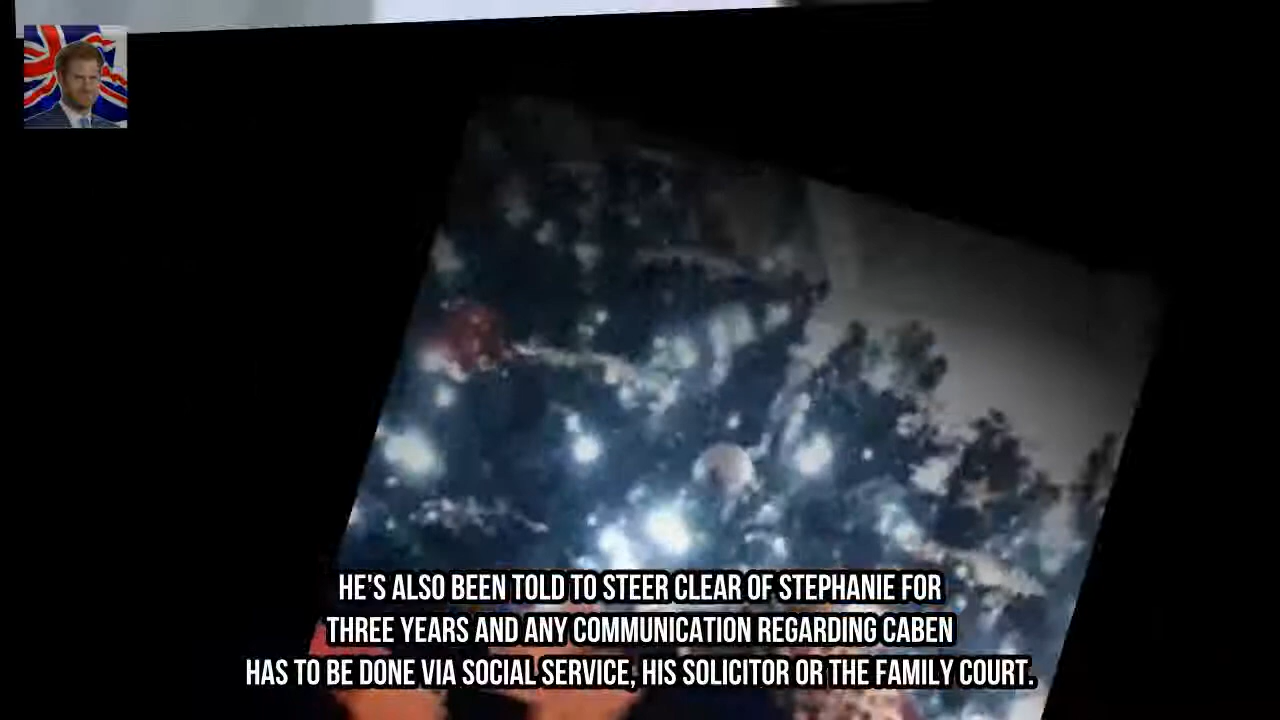 HE'S ALSO BEEN TOLD TO STEER CLEAR OF STEPHANIE FOR
THREE YEARS AND ANY COMMUNICATION REGARDING CABEN
HAS TO BE DONE VIA SOCIAL SERVICE, HIS SOLICITOR OR THE FAMILY COURT.